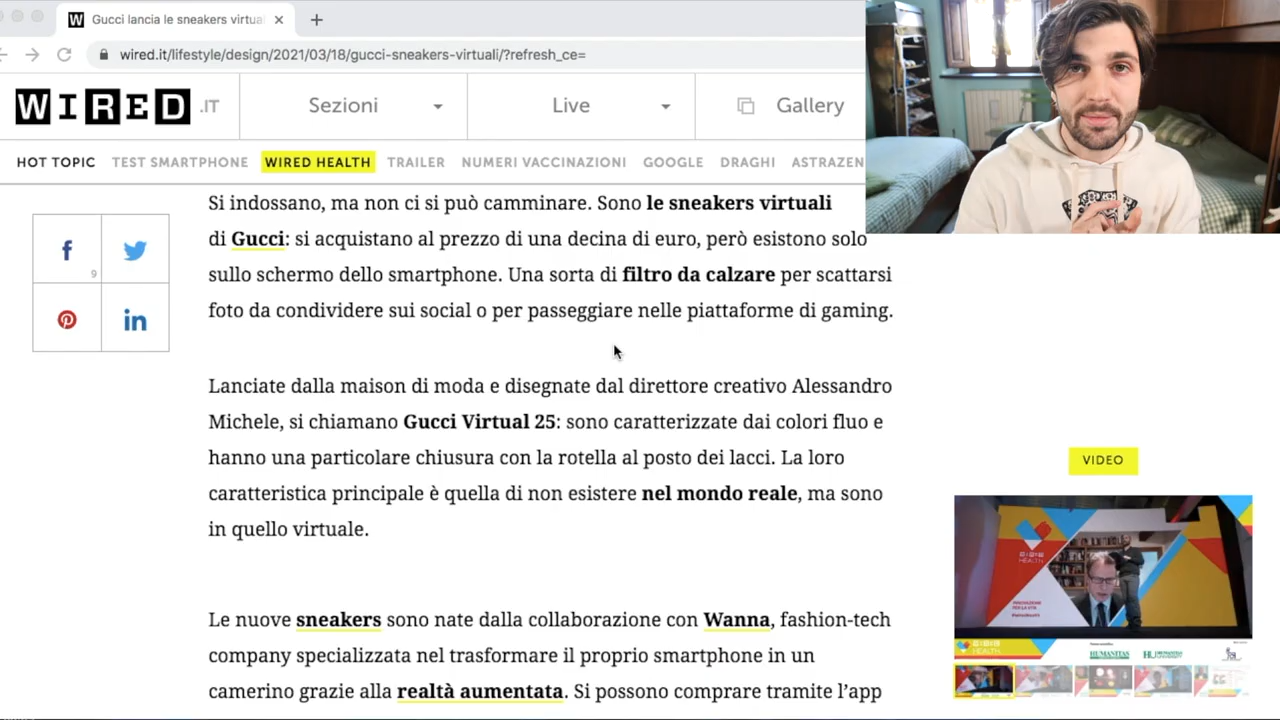 Gucci lancia le sneakers virtua
wired.it/lifestyle/design/2021/03/18/gucci-sneakers-virtuali/?refresh_ce=
WIRED .IT
Sezioni
Live
Gallery
HOT TOPIC TEST SMARTPHONE WIRED HEALTH TRAILER NUMERI VACCINAZIONI GOOGLE DRAGHI ASTRAZEN
Si indossano, ma non ci si può camminare. Sono le sneakers virtuali
di Gucci: si acquistano al prezzo di una decina di euro, però esistono solo
sullo schermo dello smartphone. Una sorta di filtro da calzare per scattarsi
foto da condividere sui social o per passeggiare nelle piattaforme di gaming.
9
Lanciate dalla maison di moda e disegnate dal direttore creativo Alessandro
Michele, si chiamano Gucci Virtual 25: sono caratterizzate dai colori fluo e
hanno una particolare chiusura con la rotella al posto dei lacci. La loro
caratteristica principale è quella di non esistere nel mondo reale, ma sono
in quello virtuale.
Le nuove sneakers sono nate dalla collaborazione con Wanna, fashion-tech
company specializzata nel trasformare il proprio smartphone in un
camerino grazie alla realtà aumentata. Si possono comprare tramite l'app
VIDEO
HEALTH
HEALTH
HUMANITAS
HUMANITAS